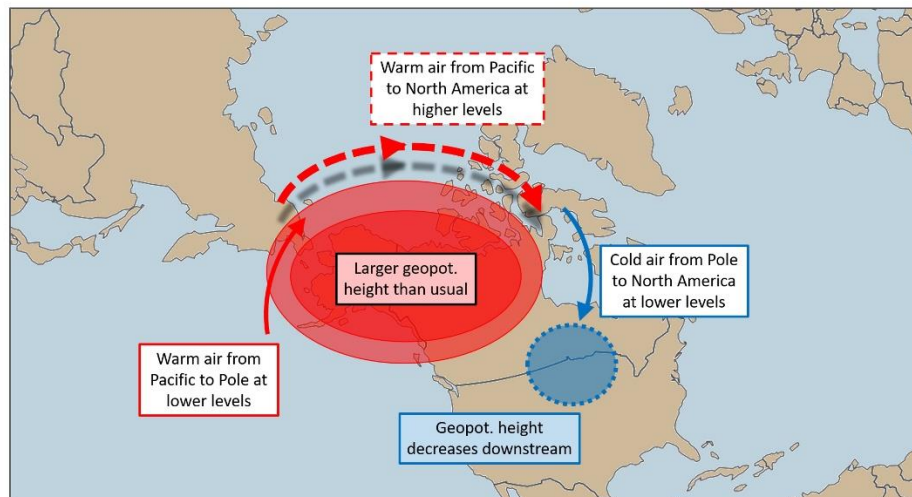 Warm air from Pacific
to North America at
higher levels
Larger geopot.
height than usual
Cold air from Pole
to North America
at lower levels
Warm air from
Pacific to Pole at
lower levels
Geopot. height
decreases downstream